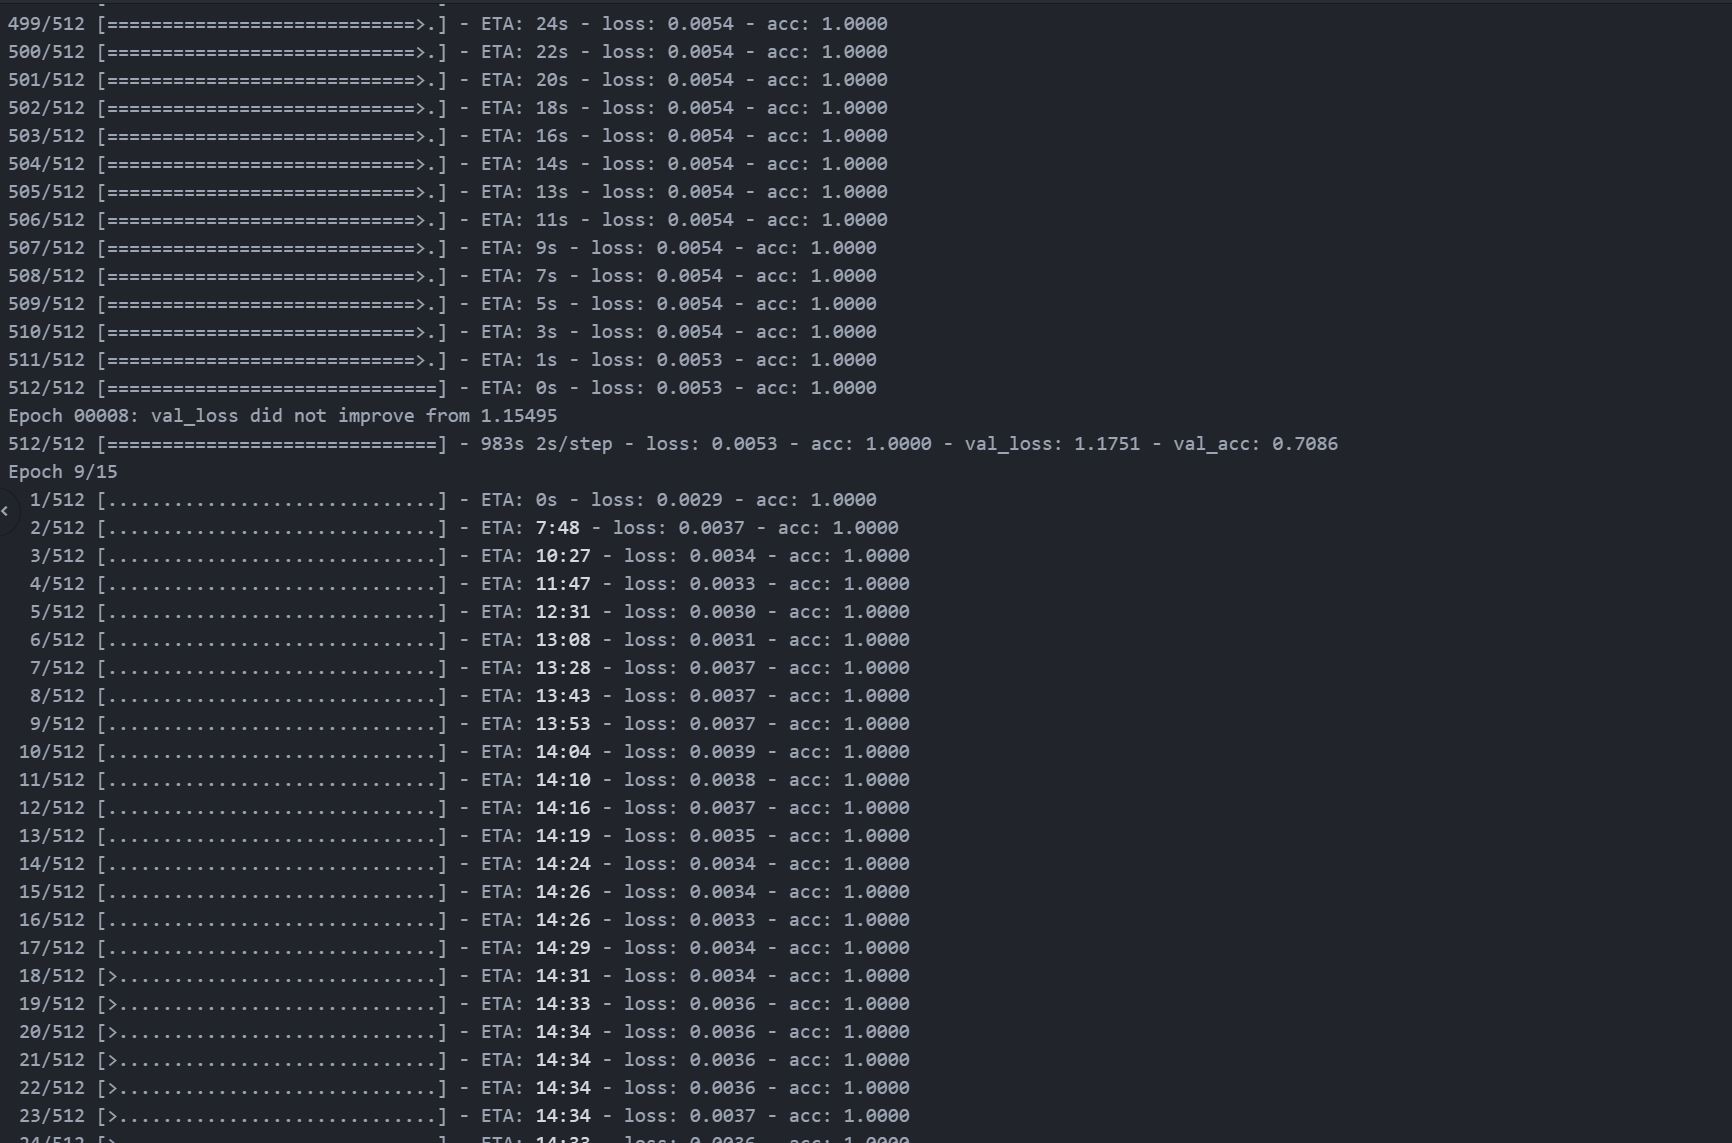 499/512 [============================>.] - ETA: 24s - loss: 0.0054 - acc: 1.0000
500/512 [============================>.] - ETA: 22s - loss: 0.0054 - acc: 1.0000
501/512 [============================>.] - ETA: 20s - loss: 0.0054 - acc: 1.0000
502/512 [============================>.] - ETA: 18s - loss: 0.0054 - acc: 1.0000
503/512 [============================>.] - ETA: 16s - loss: 0.0054 - acc: 1.0000
504/512 [============================>.] - ETA: 14s - loss: 0.0054 - acc: 1.0000
505/512 [============================>.] - ETA: 13s - loss: 0.0054 - acc: 1.0000
506/512 [============================>.] - ETA: 11s - loss: 0.0054 - acc: 1.0000
507/512 [============================>.] - ETA: 9s - loss: 0.0054 - acc: 1.0000
508/512 [============================>.] - ETA: 7s - loss: 0.0054 - acc: 1.0000
509/512 [============================>.] - ETA: 5s - loss: 0.0054 - acc: 1.0000
510/512 [============================>.] - ETA: 3s - loss: 0.0054 - acc: 1.0000
511/512 [============================>.] - ETA: 1s - loss: 0.0053 - acc: 1.0000
512/512 [==============================] - ETA: 0s - loss: 0.0053 - acc: 1.0000
Epoch 00008: val_loss did not improve from 1.15495
512/512 [==============================] - 983s 2s/step - loss: 0.0053 - acc: 1.0000 - val_loss: 1.1751 - val_acc: 0.7086
Epoch 9/15
  1/512 [..............................] - ETA: 0s - loss: 0.0029 - acc: 1.0000
  2/512 [..............................] - ETA: 7:48 - loss: 0.0037 - acc: 1.0000
  3/512 [..............................] - ETA: 10:27 - loss: 0.0034 - acc: 1.0000
  4/512 [..............................] - ETA: 11:47 - loss: 0.0033 - acc: 1.0000
  5/512 [..............................] - ETA: 12:31 - loss: 0.0030 - acc: 1.0000
  6/512 [..............................] - ETA: 13:08 - loss: 0.0031 - acc: 1.0000
  7/512 [..............................] - ETA: 13:28 - loss: 0.0037 - acc: 1.0000
  8/512 [..............................] - ETA: 13:43 - loss: 0.0037 - acc: 1.0000
  9/512 [..............................] - ETA: 13:53 - loss: 0.0037 - acc: 1.0000
 10/512 [..............................] - ETA: 14:04 - loss: 0.0039 - acc: 1.0000
 11/512 [..............................] - ETA: 14:10 - loss: 0.0038 - acc: 1.0000
 12/512 [..............................] - ETA: 14:16 - loss: 0.0037 - acc: 1.0000
 13/512 [..............................] - ETA: 14:19 - loss: 0.0035 - acc: 1.0000
 14/512 [..............................] - ETA: 14:24 - loss: 0.0034 - acc: 1.0000
 15/512 [..............................] - ETA: 14:26 - loss: 0.0034 - acc: 1.0000
 16/512 [..............................] - ETA: 14:26 - loss: 0.0033 - acc: 1.0000
 17/512 [..............................] - ETA: 14:29 - loss: 0.0034 - acc: 1.0000
 18/512 [>.............................] - ETA: 14:31 - loss: 0.0034 - acc: 1.0000
 19/512 [>.............................] - ETA: 14:33 - loss: 0.0036 - acc: 1.0000
 20/512 [>.............................] - ETA: 14:34 - loss: 0.0036 - acc: 1.0000
 21/512 [>.............................] - ETA: 14:34 - loss: 0.0036 - acc: 1.0000
 22/512 [>.............................] - ETA: 14:34 - loss: 0.0036 - acc: 1.0000
 23/512 [>.............................] - ETA: 14:34 - loss: 0.0037 - acc: 1.0000